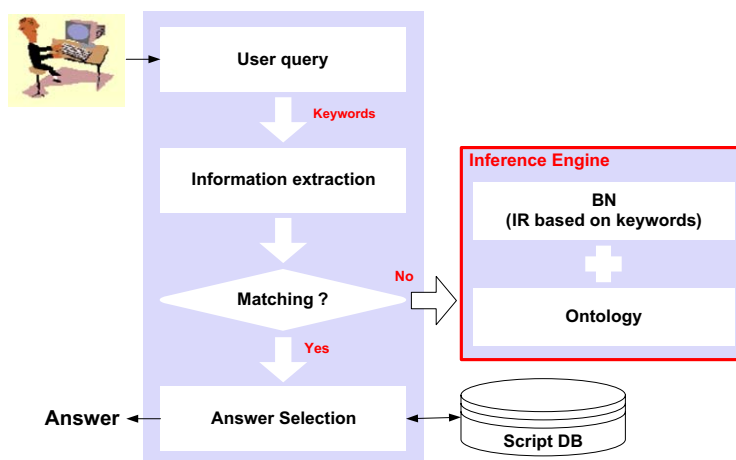 User query
Keywords
Information extraction
Matching ?
No
Yes
Answer Selection
Answer
Inference Engine
BN
(IR based on keywords)
Ontology
Script DB